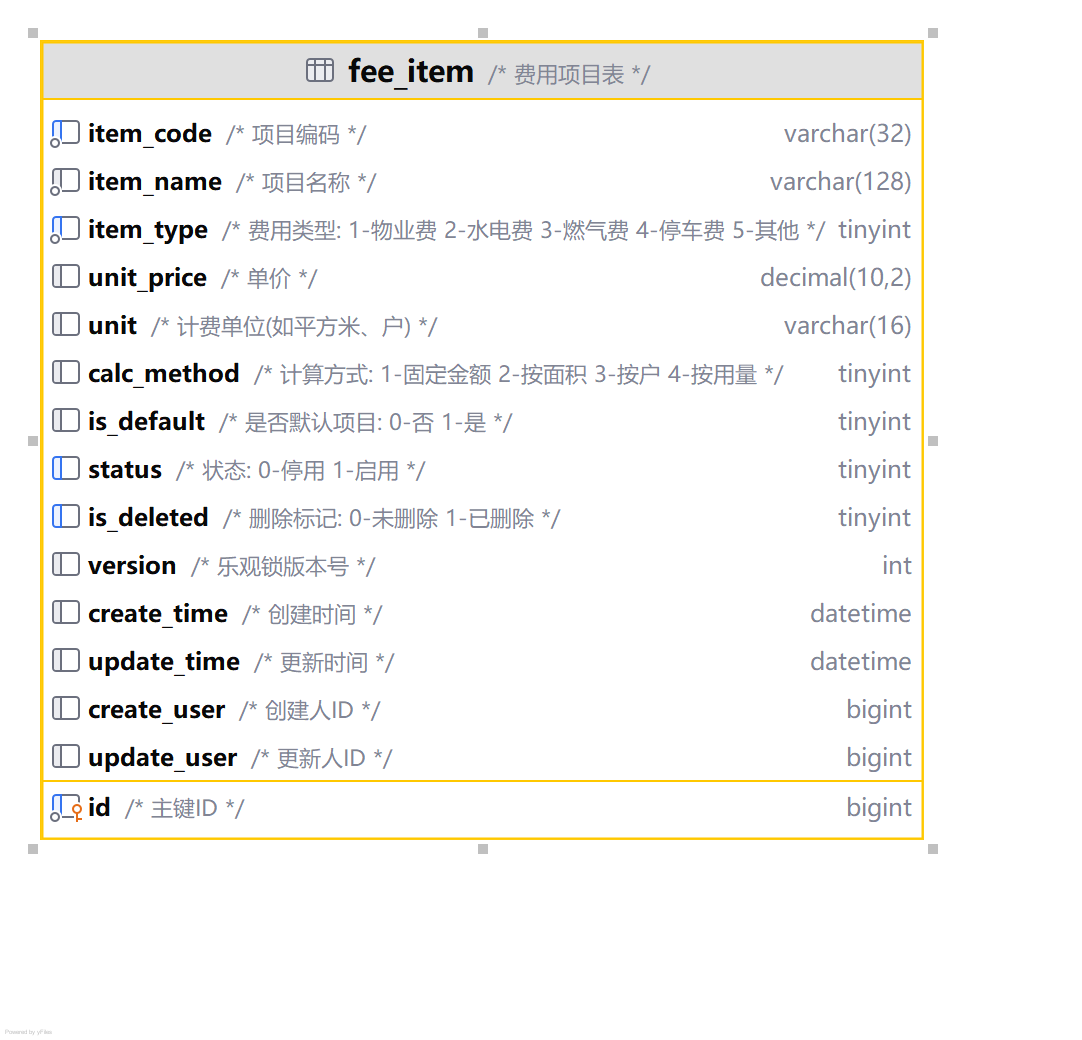 fee_item /* 费用项目表 */
item_code /* 项目编码 */ varchar(32)
item_name /* 项目名称 */ varchar(128)
item_type /* 费用类型: 1-物业费 2-水电费 3-燃气费 4-停车费 5-其他 */ tinyint
unit_price /* 单价 */ decimal(10,2)
unit /* 计费单位(如平方米、户) */ varchar(16)
calc_method /* 计算方式: 1-固定金额 2-按面积 3-按户 4-按用量 */ tinyint
is_default /* 是否默认项目: 0-否 1-是 */ tinyint
status /* 状态: 0-停用 1-启用 */ tinyint
is_deleted /* 删除标记: 0-未删除 1-已删除 */ tinyint
version /* 乐观锁版本号 */ int
create_time /* 创建时间 */ datetime
update_time /* 更新时间 */ datetime
create_user /* 创建人ID */ bigint
update_user /* 更新人ID */ bigint
id /* 主键ID */ bigint
Powered by yFiles